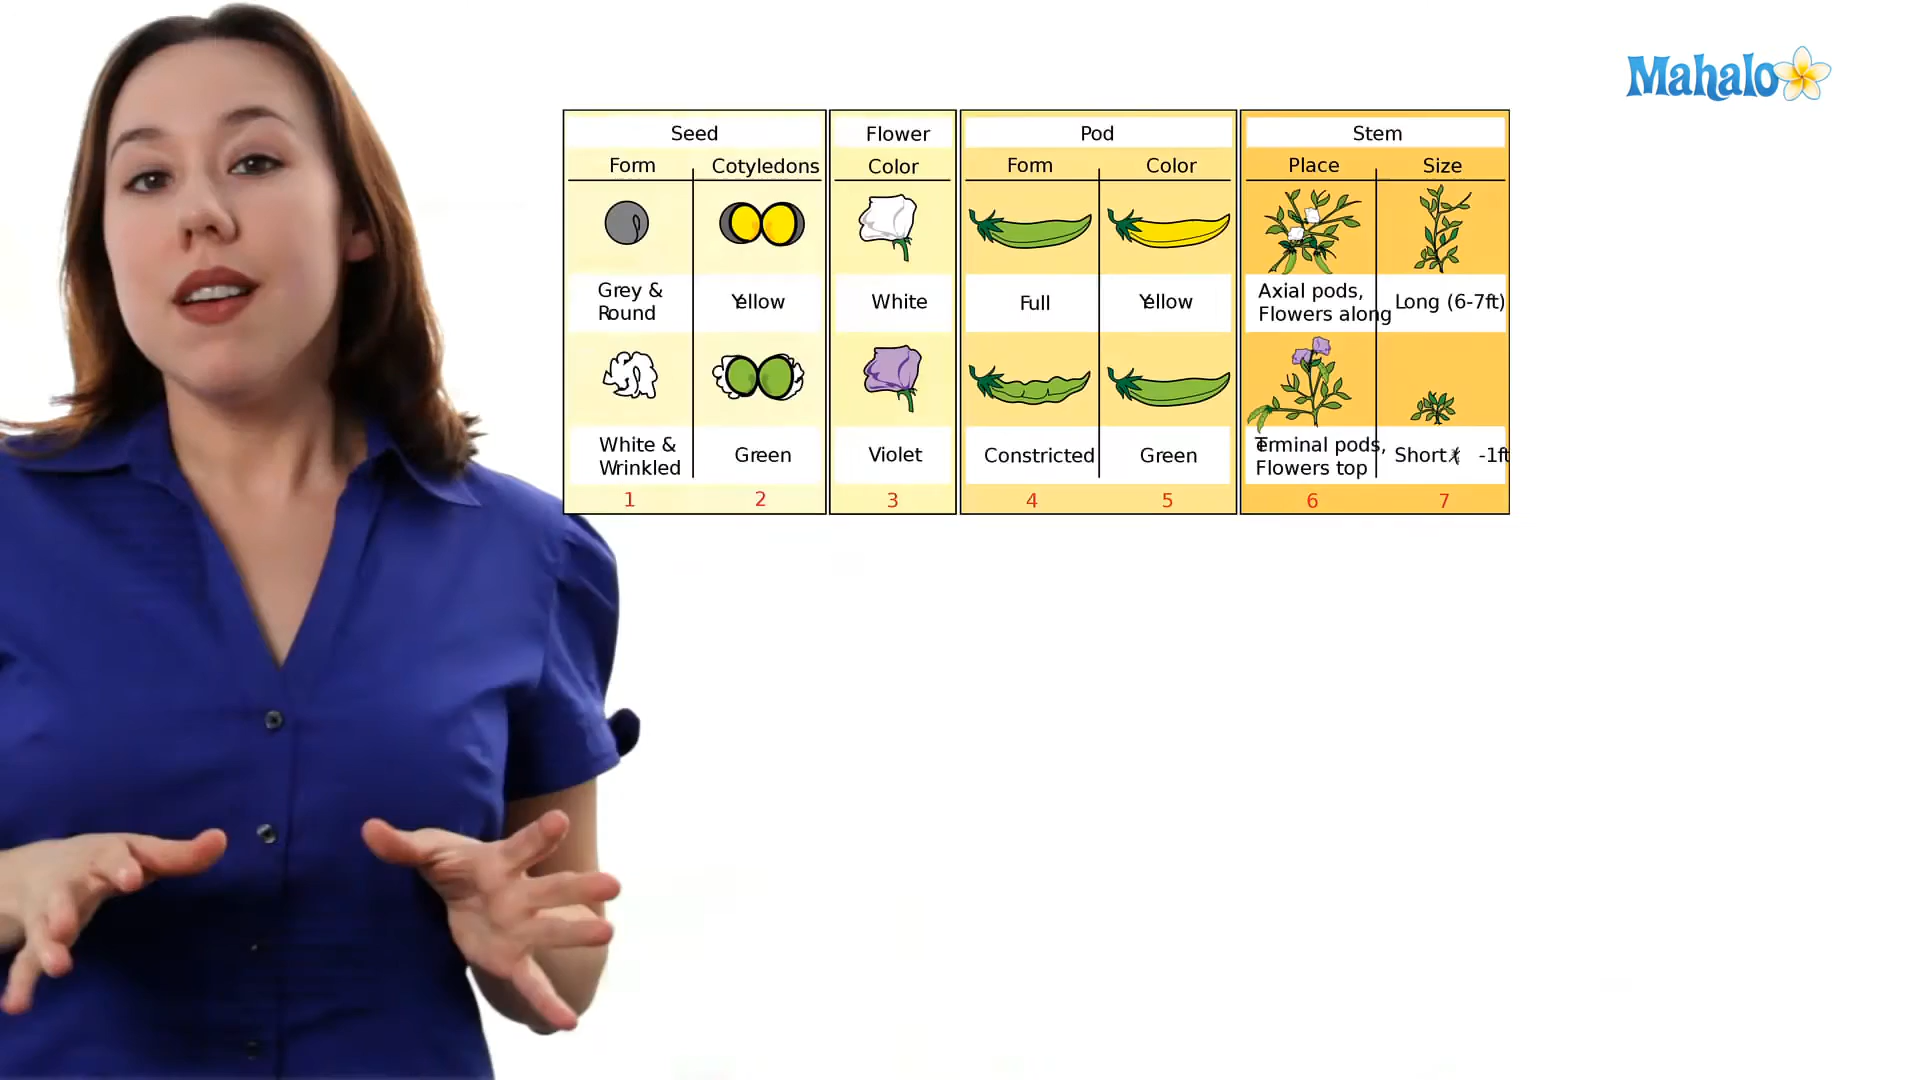 Mahalo
Seed
Flower
Pod
Stem
Form
Cotyledons
Color
Form
Color
Place
Size
Grey &
Round
Yellow
White
Full
Yellow
Axial pods,
Flowers along
Long (6-7ft)
White &
Wrinkled
Green
Violet
Constricted
Green
Terminal pods,
Flowers top
Short -1ft
1
2
3
4
5
6
7